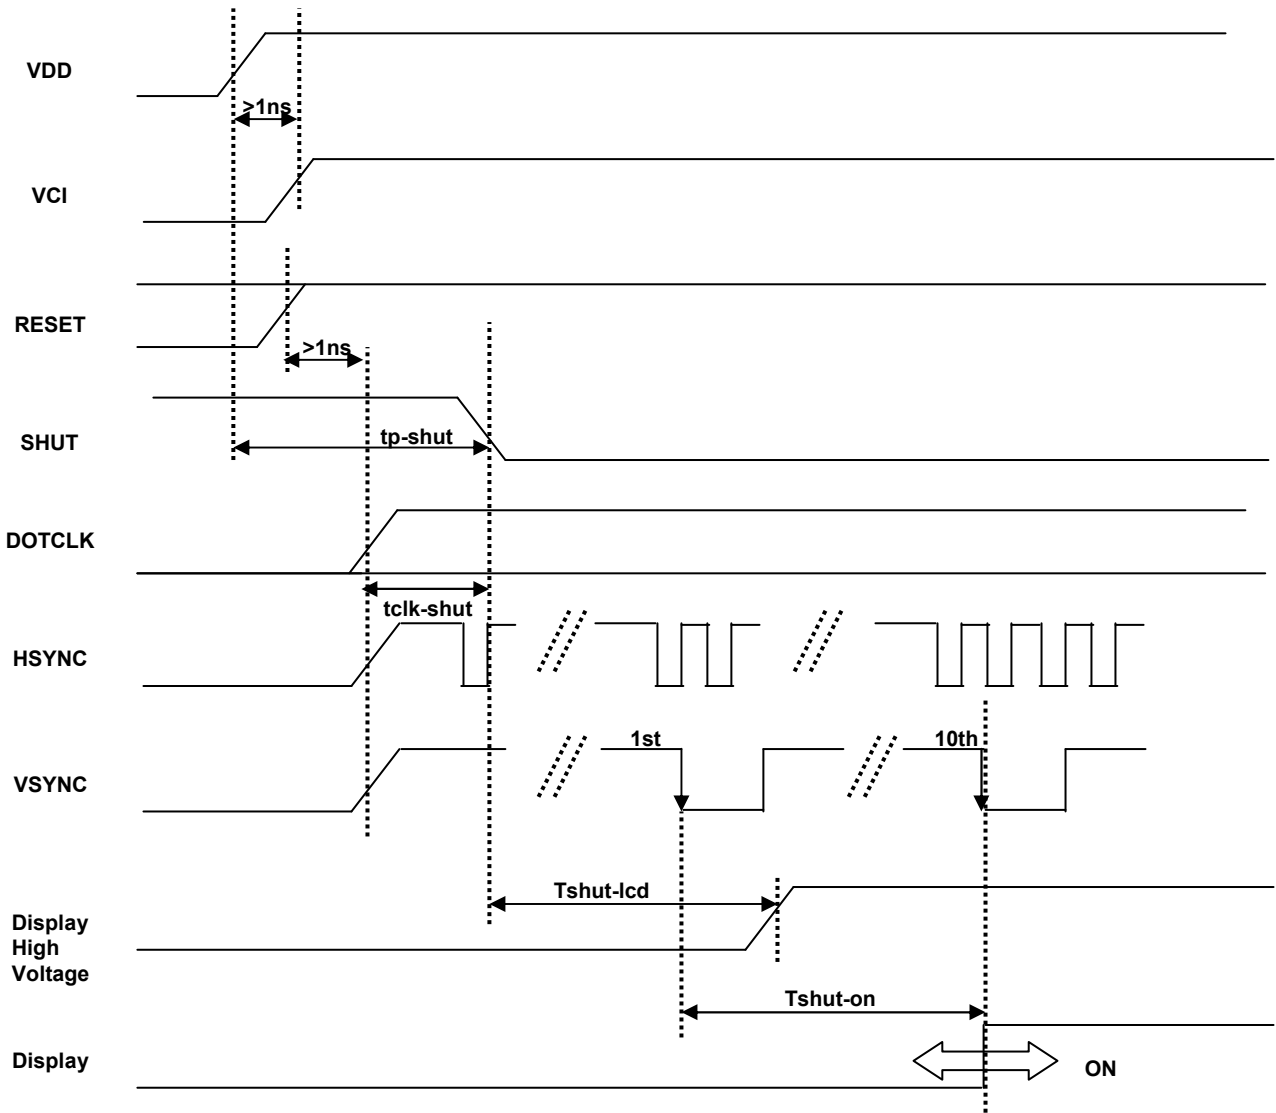 VDD
>1ns
VCI
RESET
>1ns
SHUT
tp-shut
DOTCLK
tclk-shut
HSYNC
VSYNC
1st
10th
Tshut-lcd
Display
High
Voltage
Tshut-on
Display
ON